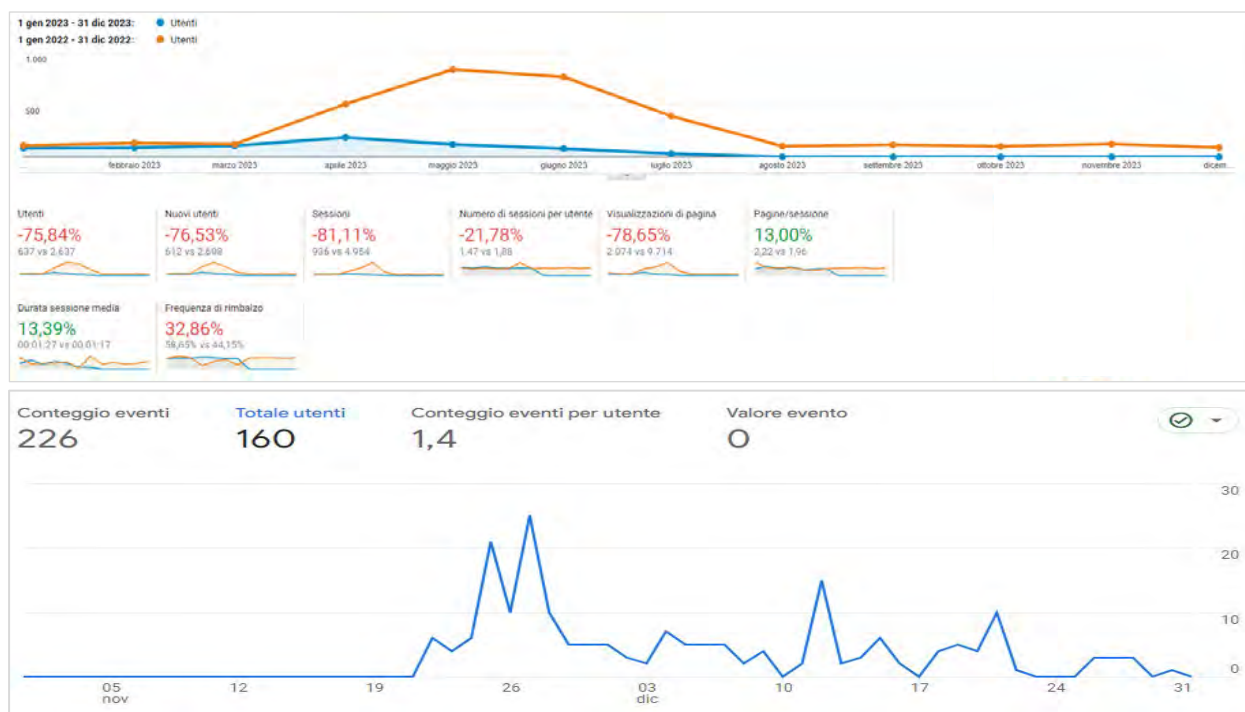 1 gen 2023 - 31 dic 2023: Utenti
1 gen 2022 - 31 dic 2022: Utenti
1.000
500
febbraio 2023 marzo 2023 aprile 2023 maggio 2023 giugno 2023 luglio 2023 agosto 2023 settembre 2023 ottobre 2023 novembre 2023 dicem...
Utenti Nuovi utenti Sessioni Numero di sessioni per utente Visualizzazioni di pagina Pagine/sessione
-75,84% -76,53% -81,11% -21,78% -78,65% 13,00%
637 vs 2.637 612 vs 2.608 936 vs 4.954 1,47 vs 1,88 2.074 vs 9.714 2,22 vs 1,96
Durata sessione media Frequenza di rimbalzo
13,39% 32,86%
00:01:27 vs 00:01:17 58,65% vs 44,15%
Conteggio eventi Totale utenti Conteggio eventi per utente Valore evento
226 160 1,4 0
30
20
10
0
05 12 19 26 03 10 17 24 31
nov dic